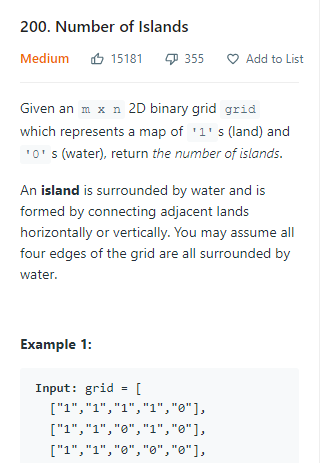 200. Number of Islands
Medium 15181 355 Add to List
Given an m x n 2D binary grid grid
which represents a map of '1' s (land) and
'0' s (water), return the number of islands.
An island is surrounded by water and is
formed by connecting adjacent lands
horizontally or vertically. You may assume all
four edges of the grid are all surrounded by
water.
Example 1:
Input: grid = [
["1","1","1","1","0"],
["1","1","0","1","0"],
["1","1","0","0","0"],